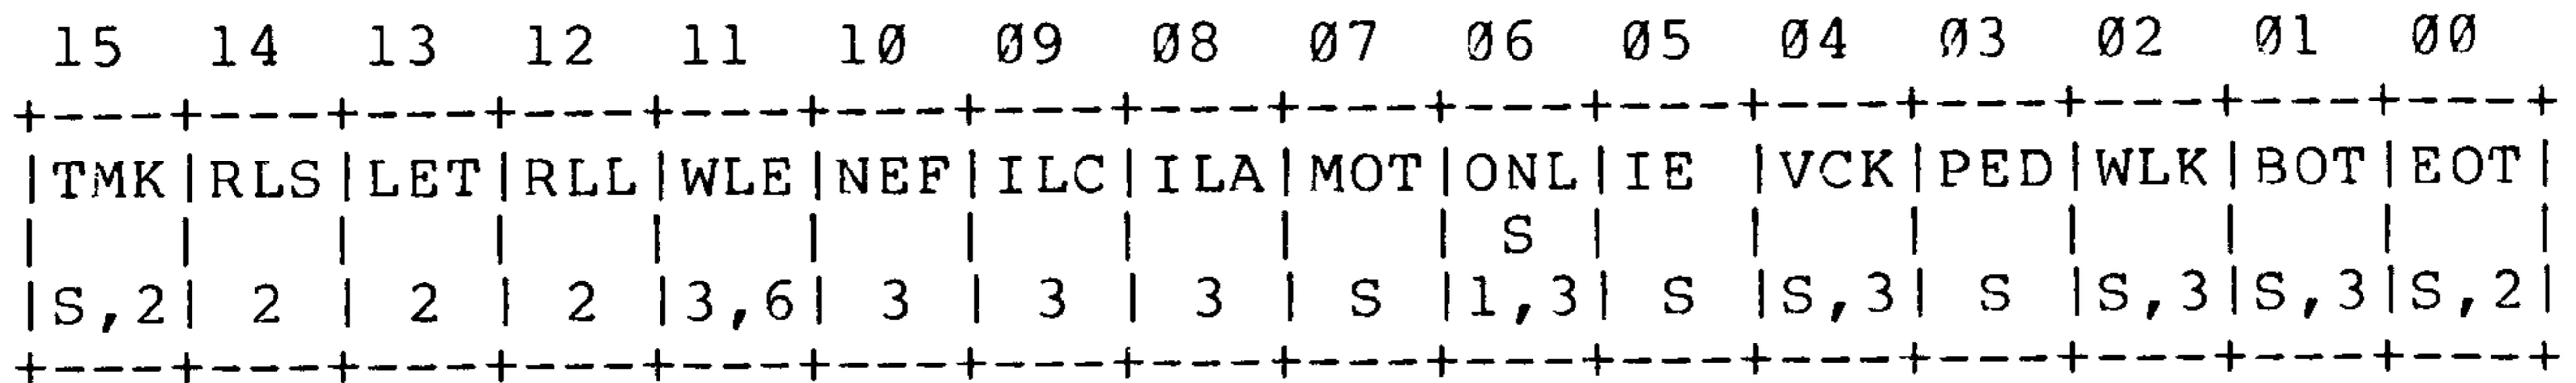 15 14 13 12 11 10 09 08 07 06 05 04 03 02 01 00
+---+---+---+---+---+---+---+---+---+---+---+---+---+---+---+---+
|TMK|RLS|LET|RLL|WLE|NEF|ILC|ILA|MOT|ONL|IE |VCK|PED|WLK|BOT|EOT|
|   |   |   |   |   |   |   |   |   | S |   |   |   |   |   |   |
|S,2| 2 | 2 | 2 |3,6| 3 | 3 | 3 | S |1,3| S |S,3| S |S,3|S,3|S,2|
+---+---+---+---+---+---+---+---+---+---+---+---+---+---+---+---+